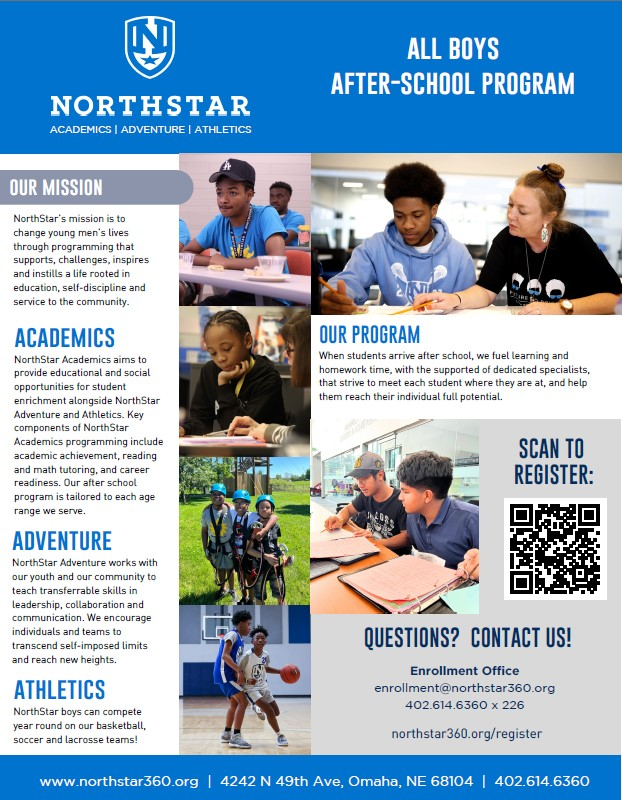 NORTHSTAR
ACADEMICS | ADVENTURE | ATHLETICS
ALL BOYS
AFTER-SCHOOL PROGRAM
OUR MISSION
NorthStar's mission is to
change young men's lives
through programming that
supports, challenges, inspires
and instills a life rooted in
education, self-discipline and
service to the community.
ACADEMICS
NorthStar Academics aims to
provide educational and social
opportunities for student
enrichment alongside NorthStar
Adventure and Athletics. Key
components of NorthStar
Academics programming include
academic achievement, reading
and math tutoring, and career
readiness. Our after school
program is tailored to each age
range we serve.
ADVENTURE
NorthStar Adventure works with
our youth and our community to
teach transferrable skills in
leadership, collaboration and
communication. We encourage
individuals and teams to
transcend self-imposed limits
and reach new heights.
ATHLETICS
NorthStar boys can compete
year round on our basketball,
soccer and lacrosse teams!
OUR PROGRAM
When students arrive after school, we fuel learning and
homework time, with the supported of dedicated specialists,
that strive to meet each student where they are at, and help
them reach their individual full potential.
SCAN TO
REGISTER:
QUESTIONS? CONTACT US!
Enrollment Office
enrollment@northstar360.org
402.614.6360 x 226
northstar360.org/register
www.northstar360.org | 4242 N 49th Ave, Omaha, NE 68104 | 402.614.6360